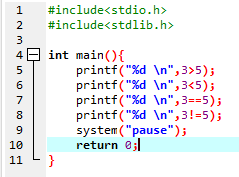 1 #include<stdio.h>
2 #include<stdlib.h>
3
4 int main(){
5 printf("%d \n",3>5);
6 printf("%d \n",3<5);
7 printf("%d \n",3==5);
8 printf("%d \n",3!=5);
9 system("pause");
10 return 0;
11 }